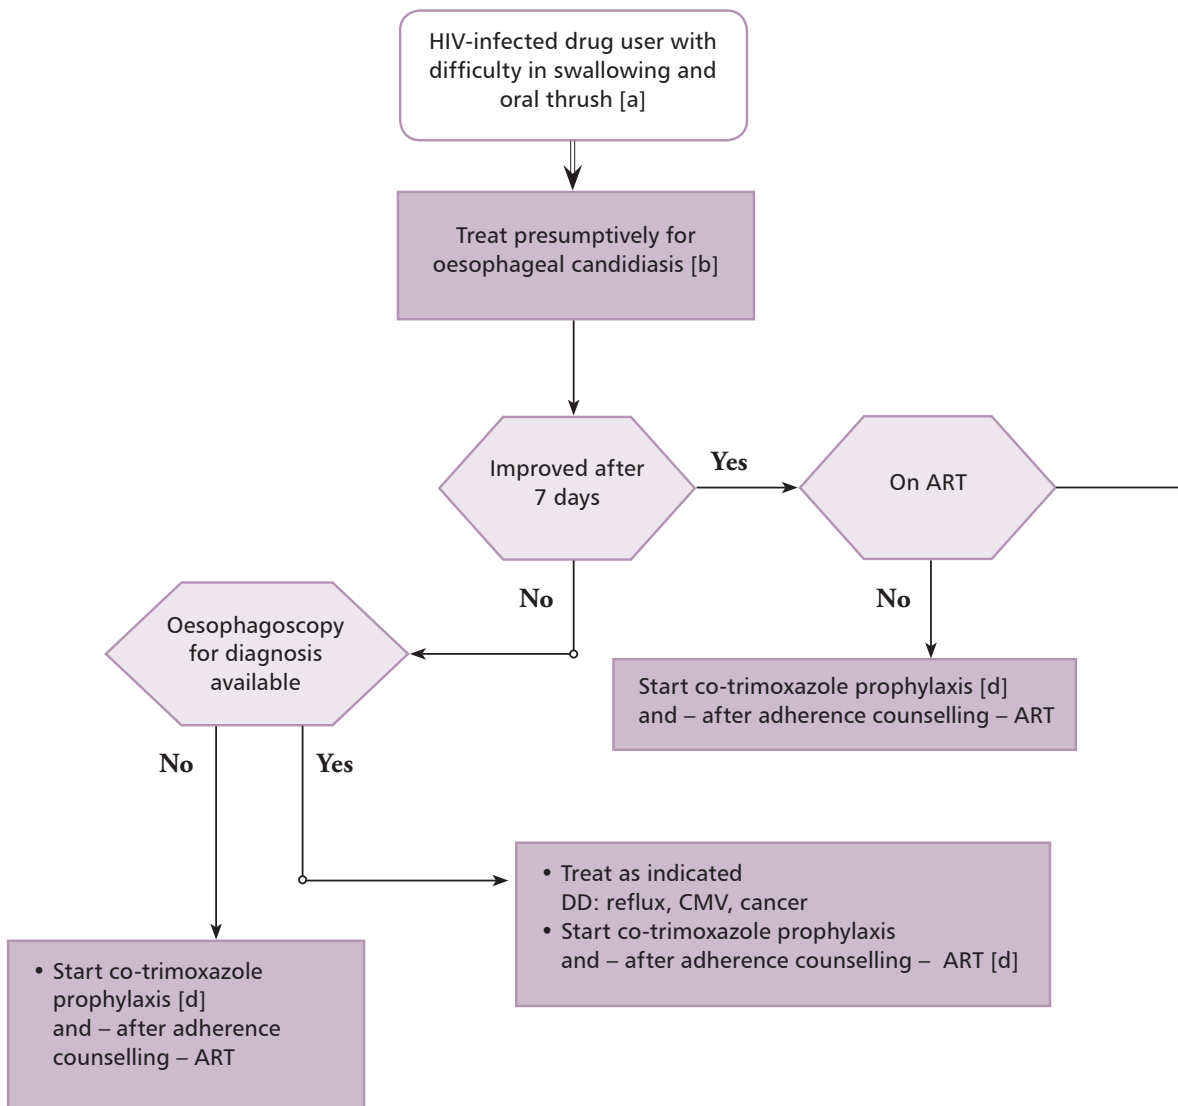 HIV-infected drug user with
difficulty in swallowing and
oral thrush [a]
Treat presumptively for
oesophageal candidiasis [b]
Improved after
7 days
Yes
On ART
No
No
Oesophagoscopy
for diagnosis
available
Start co-trimoxazole prophylaxis [d]
and – after adherence counselling – ART
No
Yes
• Treat as indicated
DD: reflux, CMV, cancer
• Start co-trimoxazole prophylaxis
and – after adherence counselling – ART [d]
• Start co-trimoxazole
prophylaxis [d]
and – after adherence
counselling – ART